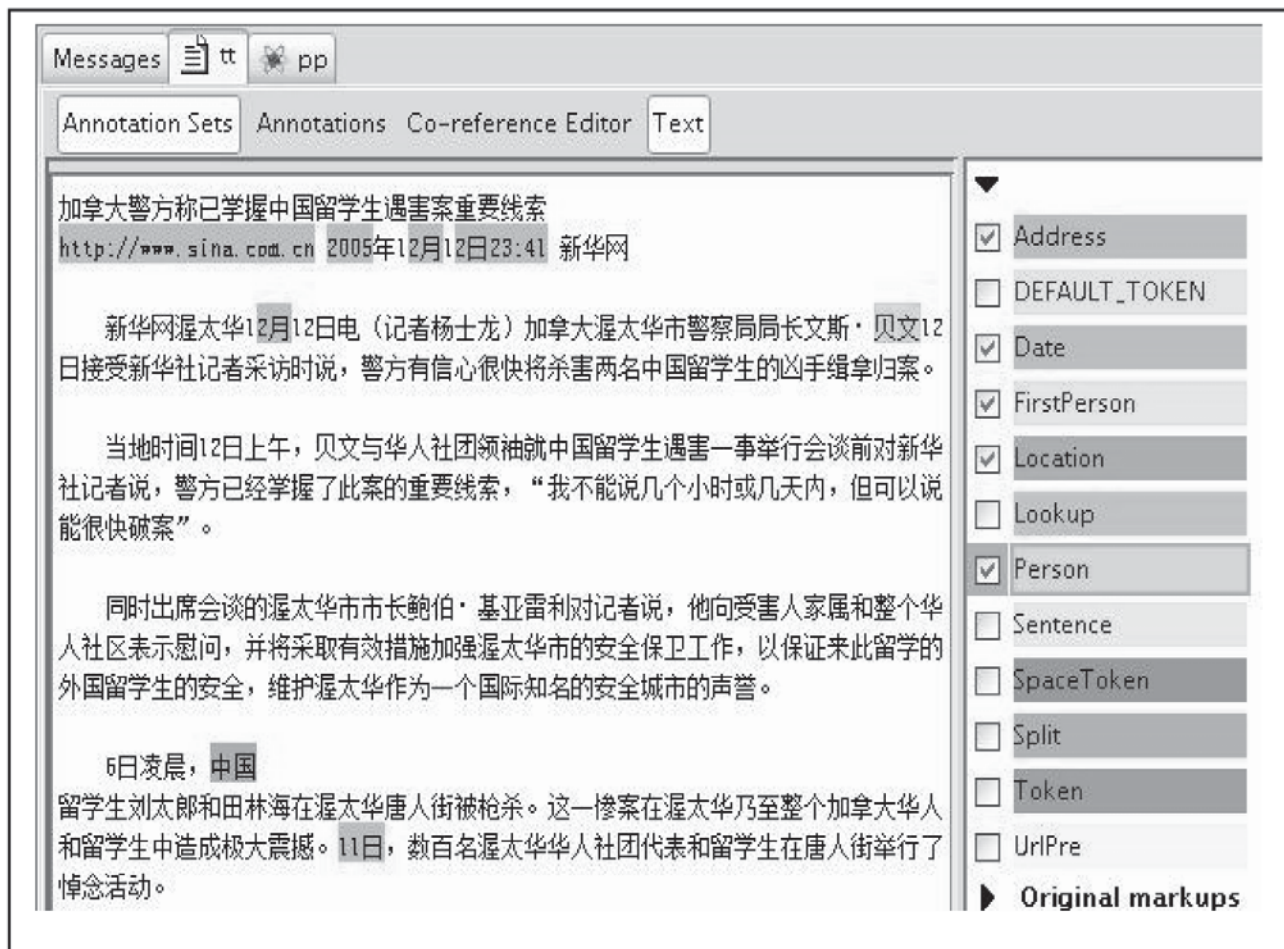 Messages tt pp
Annotation Sets Annotations Co-reference Editor Text
加拿大警方称已掌握中国留学生遇害案重要线索
http://www.sina.com.cn 2005年12月12日23:41 新华网
新华网渥太华12月12日电（记者杨士龙）加拿大渥太华市警察局局长文斯·贝文12
日接受新华社记者采访时说，警方有信心很快将杀害两名中国留学生的凶手缉拿归案。
当地时间12日上午，贝文与华人社团领袖就中国留学生遇害一事举行会谈前对新华
社记者说，警方已经掌握了此案的重要线索，“我不能说几个小时或几天内，但可以说
能很快破案”。
同时出席会谈的渥太华市市长鲍伯·基亚雷利对记者说，他向受害人家属和整个华
人社区表示慰问，并将采取有效措施加强渥太华市的安全保卫工作，以保证来此留学的
外国留学生的安全，维护渥太华作为一个国际知名的安全城市的声誉。
6日凌晨，中国
留学生刘太郎和田林海在渥太华唐人街被枪杀。这一惨案在渥太华乃至整个加拿大华人
和留学生中造成极大震撼。11日，数百名渥太华华人社团代表和留学生在唐人街举行了
悼念活动。
Address
DEFAULT_TOKEN
Date
FirstPerson
Location
Lookup
Person
Sentence
SpaceToken
Split
Token
UrlPre
Original markups